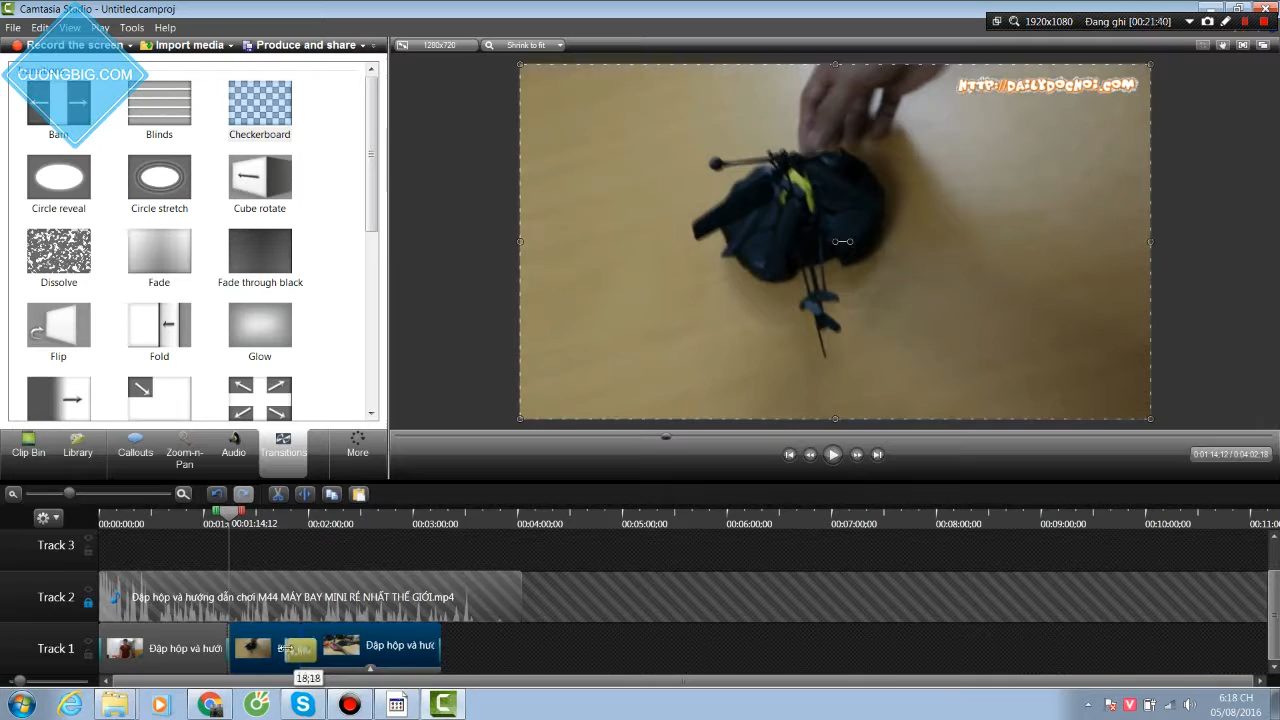 Camtasia Studio - Untitled.camproj
File Edit View Play Tools Help
1920x1080 Đang ghi [00:21:40]
Record the screen Import media Produce and share
1280x720 Shrink to fit
CUONGBIG.COM
HTTP://DAILYDOCHOI.COM
Barn Blinds Checkerboard
Circle reveal Circle stretch Cube rotate
Dissolve Fade Fade through black
Flip Fold Glow
Clip Bin Library Callouts Zoom-n-Pan Audio Transitions More
0:01:14;12 / 0:04:02;18
00:00:00;00 00:01: 00:01:14;12 00:02:00;00 00:03:00;00 00:04:00;00 00:05:00;00 00:06:00;00 00:07:00;00 00:08:00;00 00:09:00;00 00:10:00;00 00:11:00
Track 3
Track 2 Đập hộp và hướng dẫn chơi M44 MÁY BAY MINI RẺ NHẤT THẾ GIỚI.mp4
Track 1 Đập hộp và hướn Đập hộp và hướ
18;18
6:18 CH
05/08/2016